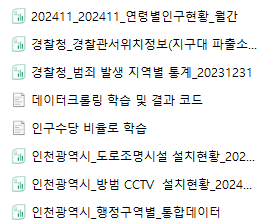 202411_202411_연령별인구현황_월간
경찰청_경찰관서위치정보(지구대 파출소...
경찰청_범죄 발생 지역별 통계_20231231
데이터크롤링 학습 및 결과 코드
인구수당 비율로 학습
인천광역시_도로조명시설 설치현황_202...
인천광역시_방범 CCTV 설치현황_2024...
인천광역시_행정구역별_통합데이터